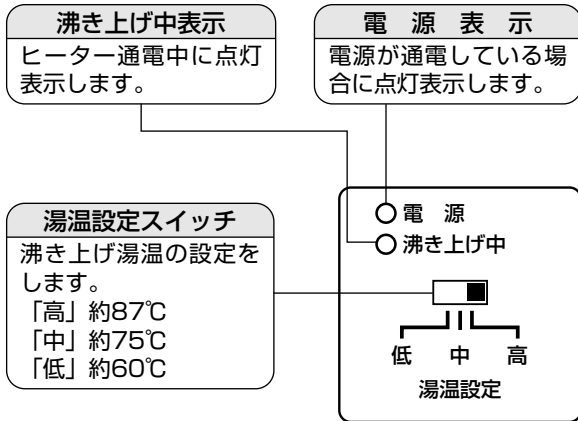 沸き上げ中表示
ヒーター通電中に点灯
表示します。
電 源 表 示
電源が通電している場
合に点灯表示します。
湯温設定スイッチ
沸き上げ湯温の設定を
します。
「高」約87℃
「中」約75℃
「低」約60℃
電 源
沸き上げ中
低 中 高
湯温設定